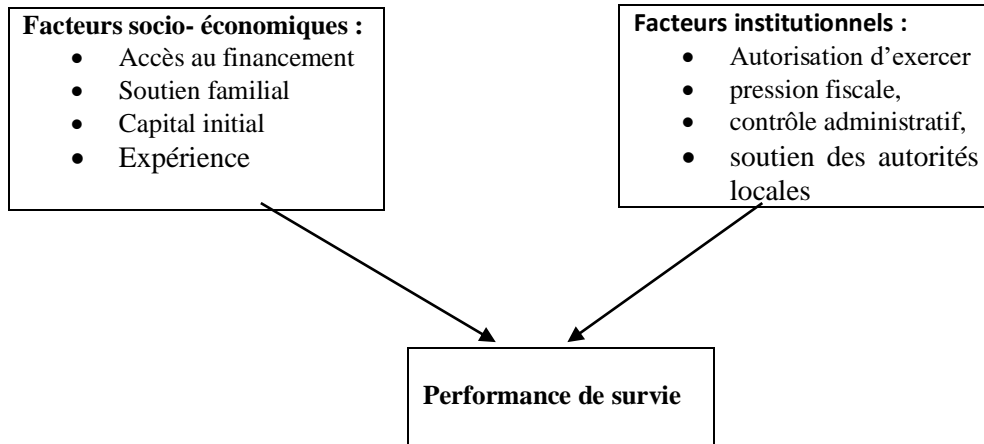 Facteurs socio- économiques :
• Accès au financement
• Soutien familial
• Capital initial
• Expérience
Facteurs institutionnels :
• Autorisation d'exercer
• pression fiscale,
• contrôle administratif,
• soutien des autorités
locales
Performance de survie